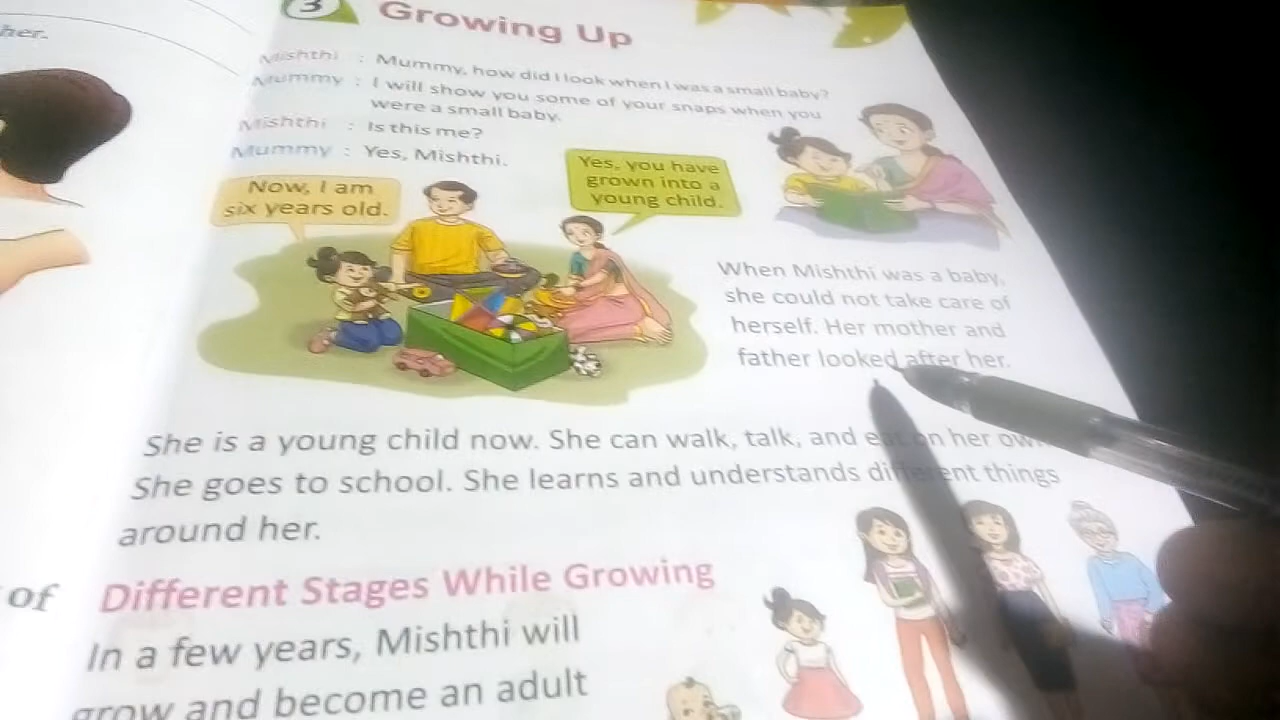 her.
3 Growing Up
Mishthi : Mummy, how did I look when I was a small baby?
Mummy : I will show you some of your snaps when you
were a small baby.
Mishthi : Is this me?
Mummy : Yes, Mishthi.
Now, I am
six years old.
Yes, you have
grown into a
young child.
When Mishthi was a baby,
she could not take care of
herself. Her mother and
father looked after her.
She is a young child now. She can walk, talk, and eat on her own.
She goes to school. She learns and understands different things
around her.
of
Different Stages While Growing
In a few years, Mishthi will
grow and become an adult